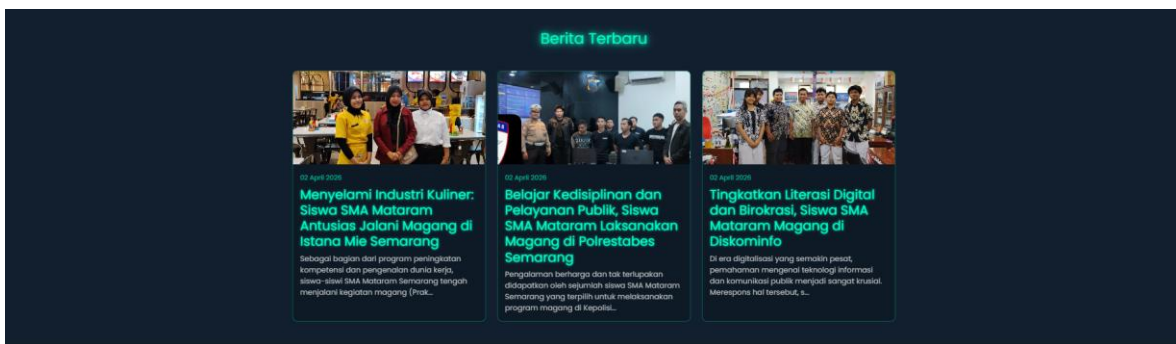 Berita Terbaru
02 April 2026
Menyelami Industri Kuliner:
Siswa SMA Mataram
Antusias Jalani Magang di
Istana Mie Semarang
Sebagai bagian dari program peningkatan
kompetensi dan pengenalan dunia kerja,
siswa-siswi SMA Mataram Semarang tengah
menjalani kegiatan magang (Prak...
02 April 2026
Belajar Kedisiplinan dan
Pelayanan Publik, Siswa
SMA Mataram Laksanakan
Magang di Polrestabes
Semarang
Pengalaman berharga dan tak terlupakan
didapatkan oleh sejumlah siswa SMA Mataram
Semarang yang terpilih untuk melaksanakan
program magang di Kepolisi...
02 April 2026
Tingkatkan Literasi Digital
dan Birokrasi, Siswa SMA
Mataram Magang di
Diskominfo
Di era digitalisasi yang semakin pesat,
pemahaman mengenai teknologi informasi
dan komunikasi publik menjadi sangat krusial.
Merespons hal tersebut, s...